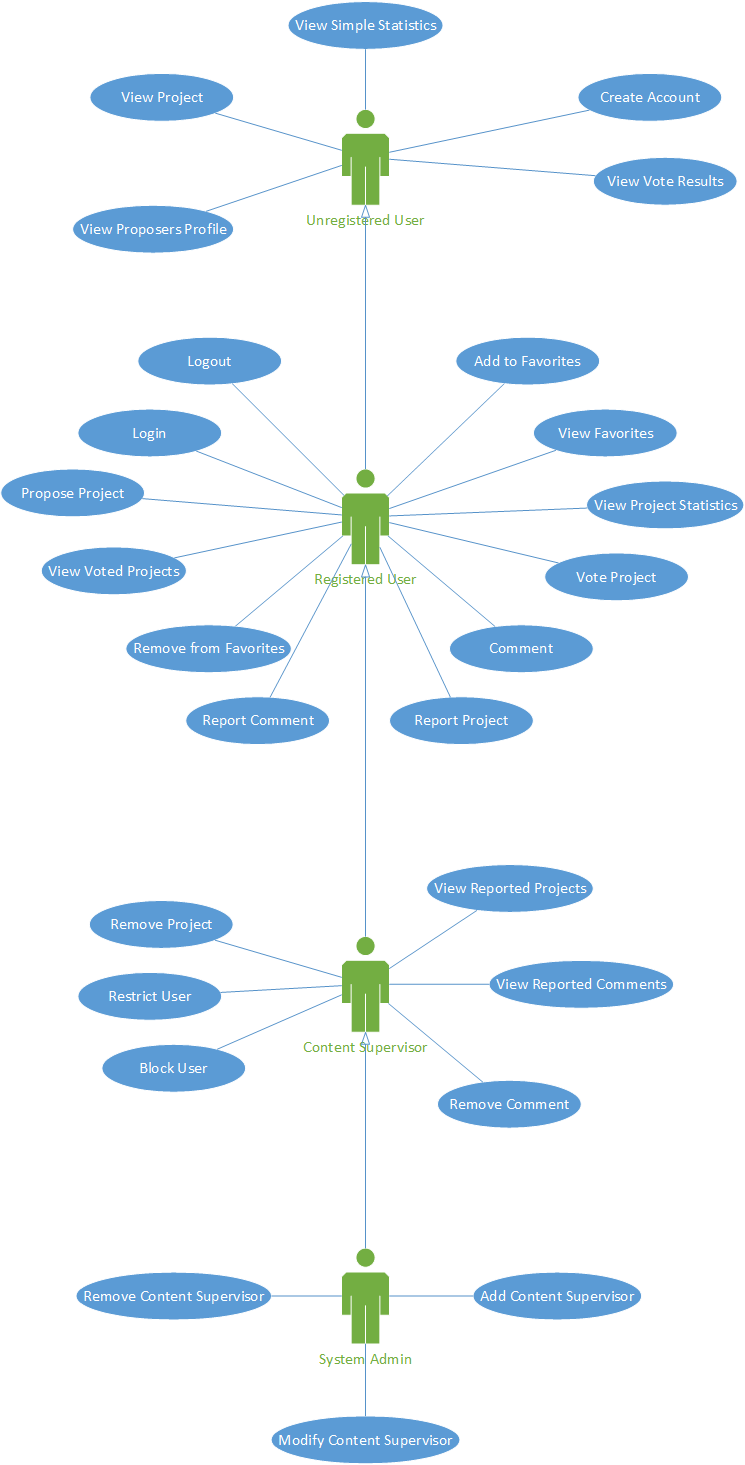 View Simple Statistics
View Project
Create Account
View Vote Results
View Proposers Profile
Unregistered User
Logout
Add to Favorites
Login
View Favorites
Propose Project
View Project Statistics
View Voted Projects
Vote Project
Registered User
Remove from Favorites
Comment
Report Comment
Report Project
View Reported Projects
Remove Project
View Reported Comments
Restrict User
Content Supervisor
Block User
Remove Comment
Remove Content Supervisor
Add Content Supervisor
System Admin
Modify Content Supervisor